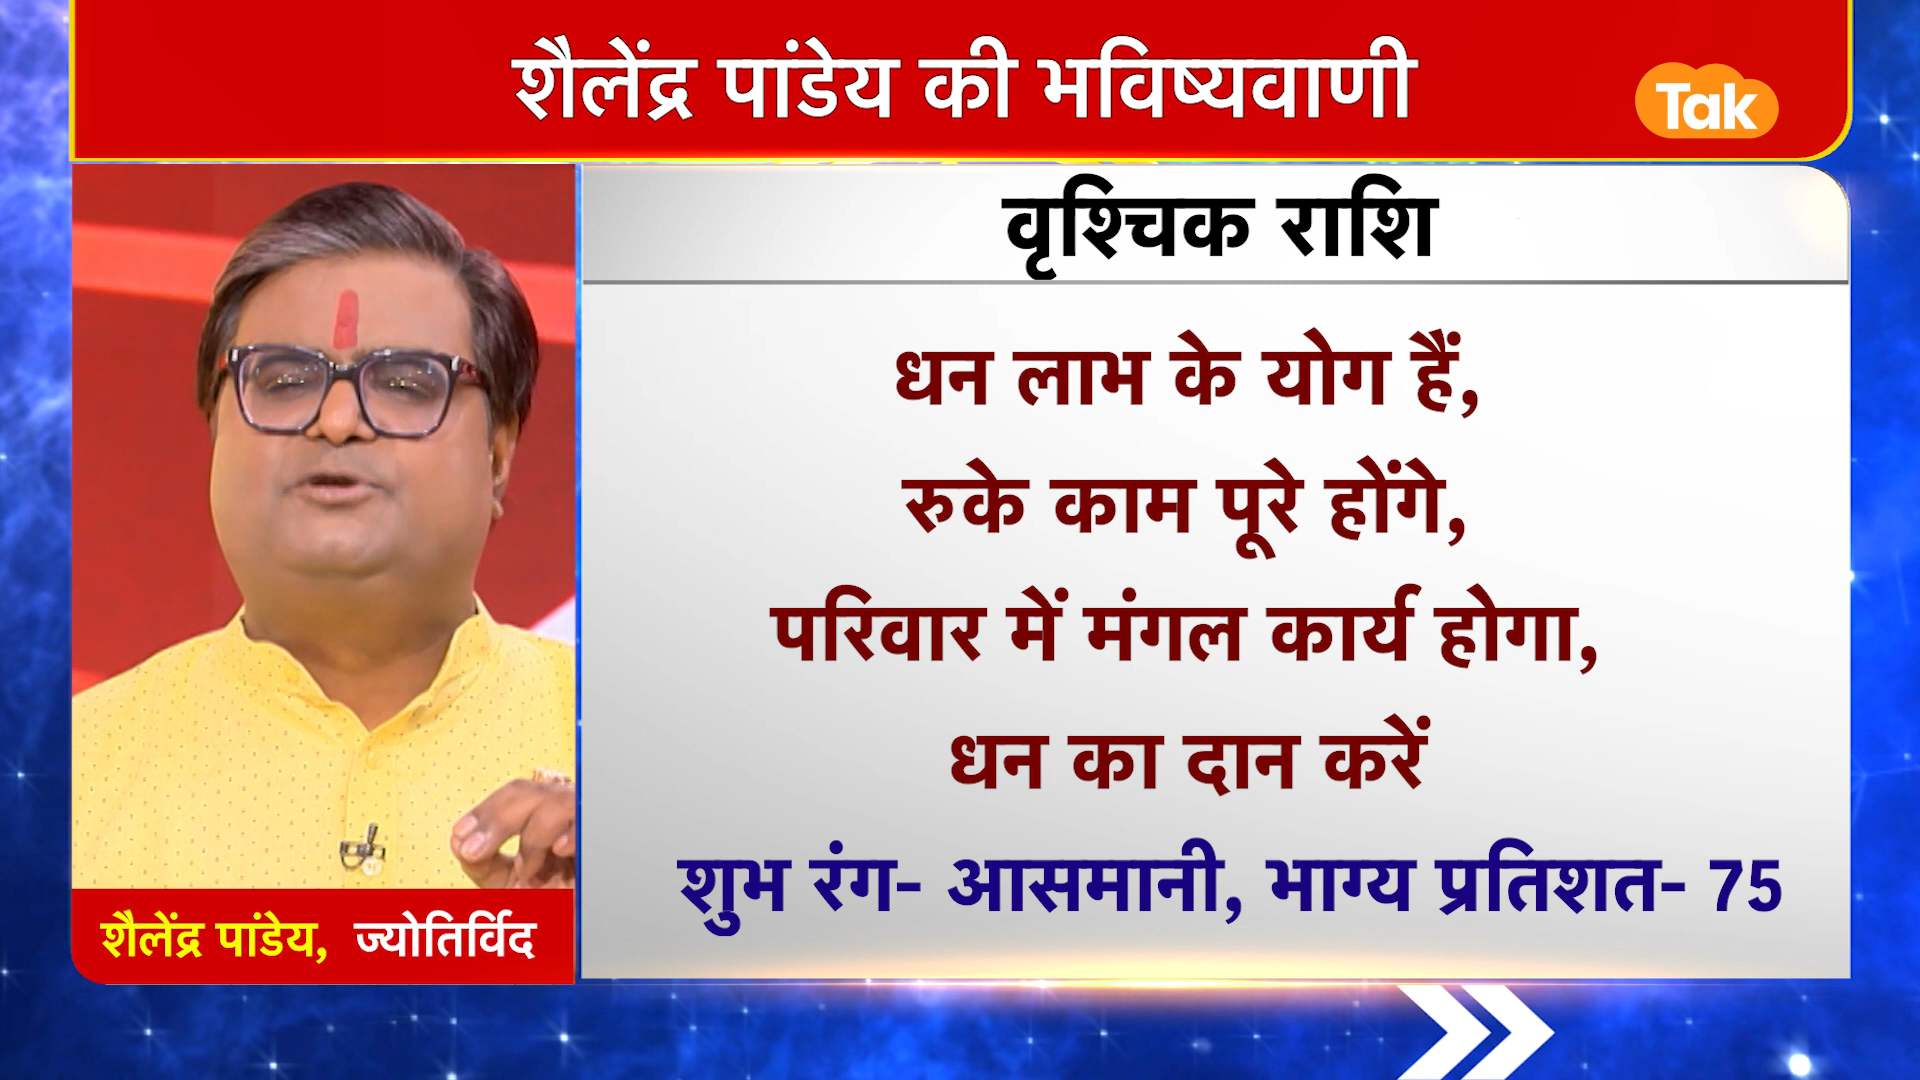 शैलेंद्र पांडेय की भविष्यवाणी
Tak
वृश्चिक राशि
धन लाभ के योग हैं,
रुके काम पूरे होंगे,
परिवार में मंगल कार्य होगा,
धन का दान करें
शुभ रंग- आसमानी, भाग्य प्रतिशत- 75
शैलेंद्र पांडेय, ज्योतिर्विद